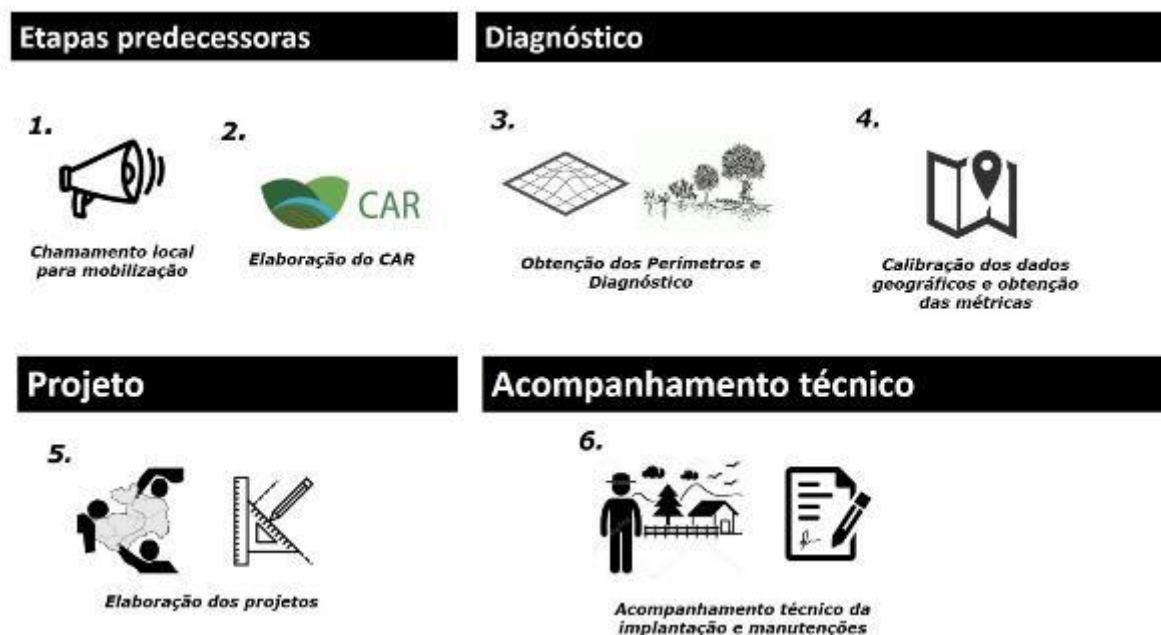 Etapas predecessoras
Diagnóstico
1.
2.
3.
4.
CAR
Chamamento local
para mobilização
Elaboração do CAR
Obtenção dos Perímetros e
Diagnóstico
Calibração dos dados
geográficos e obtenção
das métricas
Projeto
Acompanhamento técnico
5.
6.
Elaboração dos projetos
Acompanhamento técnico da
implantação e manutenções